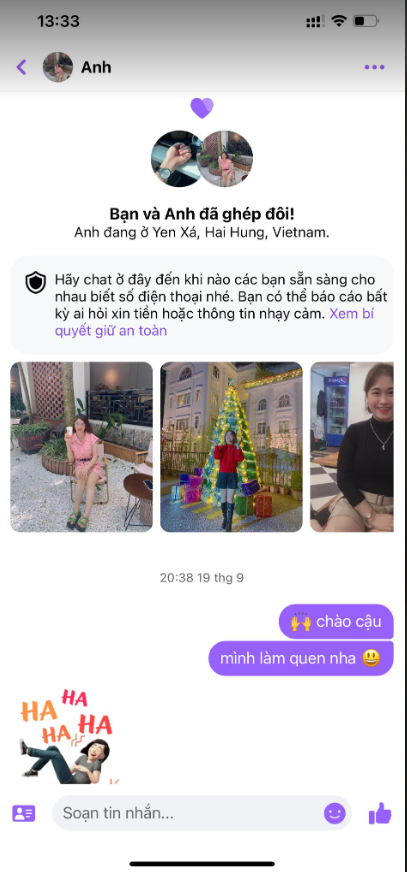 13:33
Anh
Bạn và Anh đã ghép đôi!
Anh đang ở Yen Xá, Hai Hung, Vietnam.
Hãy chat ở đây đến khi nào các bạn sẵn sàng cho
nhau biết số điện thoại nhé. Bạn có thể báo cáo bất
kỳ ai hỏi xin tiền hoặc thông tin nhạy cảm. Xem bí
quyết giữ an toàn
20:38 19 thg 9
🙌 chào cậu
mình làm quen nha 😃
HA HA
HA HA
Soạn tin nhắn...